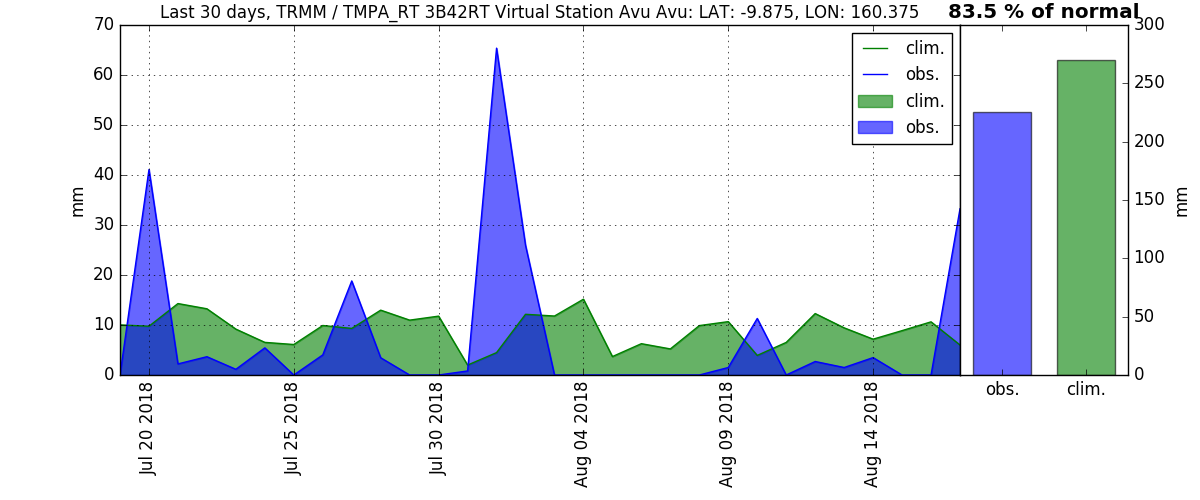 Last 30 days, TRMM / TMPA_RT 3B42RT Virtual Station Avu Avu: LAT: -9.875, LON: 160.375
83.5 % of normal
70
60
50
40
30
20
10
0
mm
clim.
obs.
clim.
obs.
Jul 20 2018
Jul 25 2018
Jul 30 2018
Aug 04 2018
Aug 09 2018
Aug 14 2018
300
250
200
150
100
50
0
mm
obs.
clim.